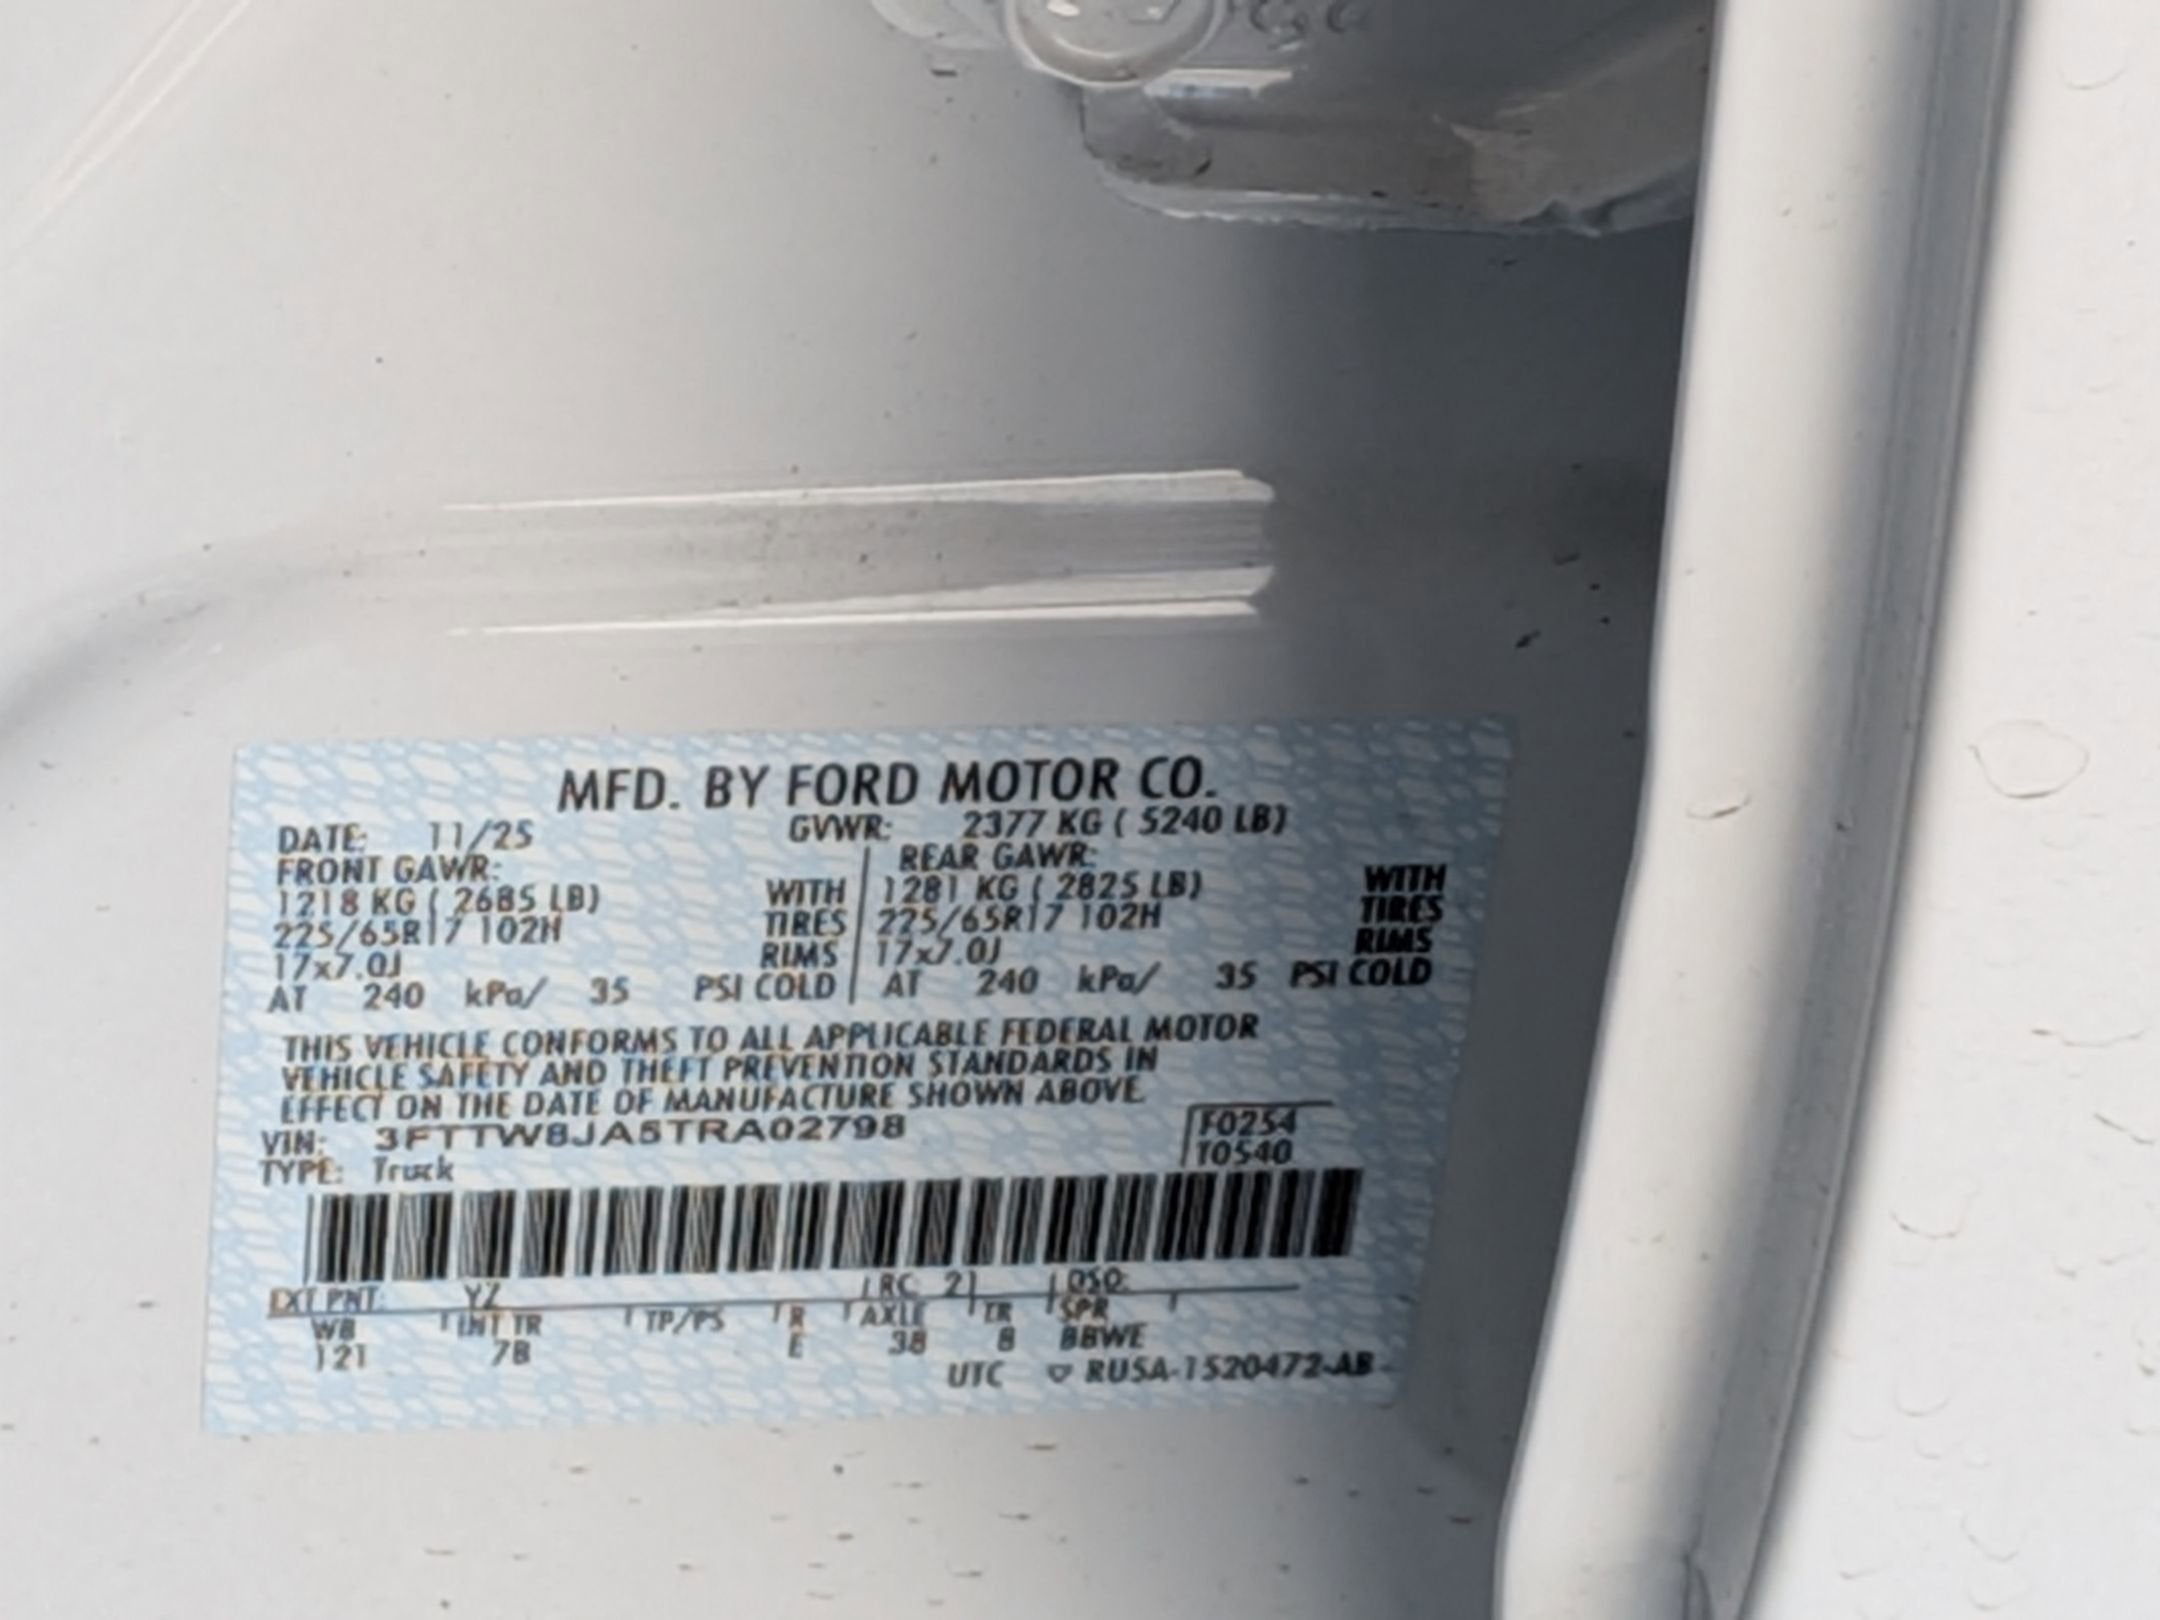 MFD. BY FORD MOTOR CO.
DATE: 11/25 GVWR: 2377 KG ( 5240 LB)
FRONT GAWR: REAR GAWR:
1218 KG ( 2685 LB) WITH 1281 KG ( 2825 LB) WITH
225/65R17 102H TIRES 225/65R17 102H TIRES
17x7.0J RIMS 17x7.0J RIMS
AT 240 kPa/ 35 PSI COLD AT 240 kPa/ 35 PSI COLD
THIS VEHICLE CONFORMS TO ALL APPLICABLE FEDERAL MOTOR
VEHICLE SAFETY AND THEFT PREVENTION STANDARDS IN
EFFECT ON THE DATE OF MANUFACTURE SHOWN ABOVE.
VIN: 3FTTW8JA5TRA02798 F0254
TYPE: Truck T0540
EXT PNT: YZ RC: 21 DSO:
WB INT TR TP/PS R AXLE TR SPR
121 7B E 38 8 BBWE
UTC RUSA-1520472-AB